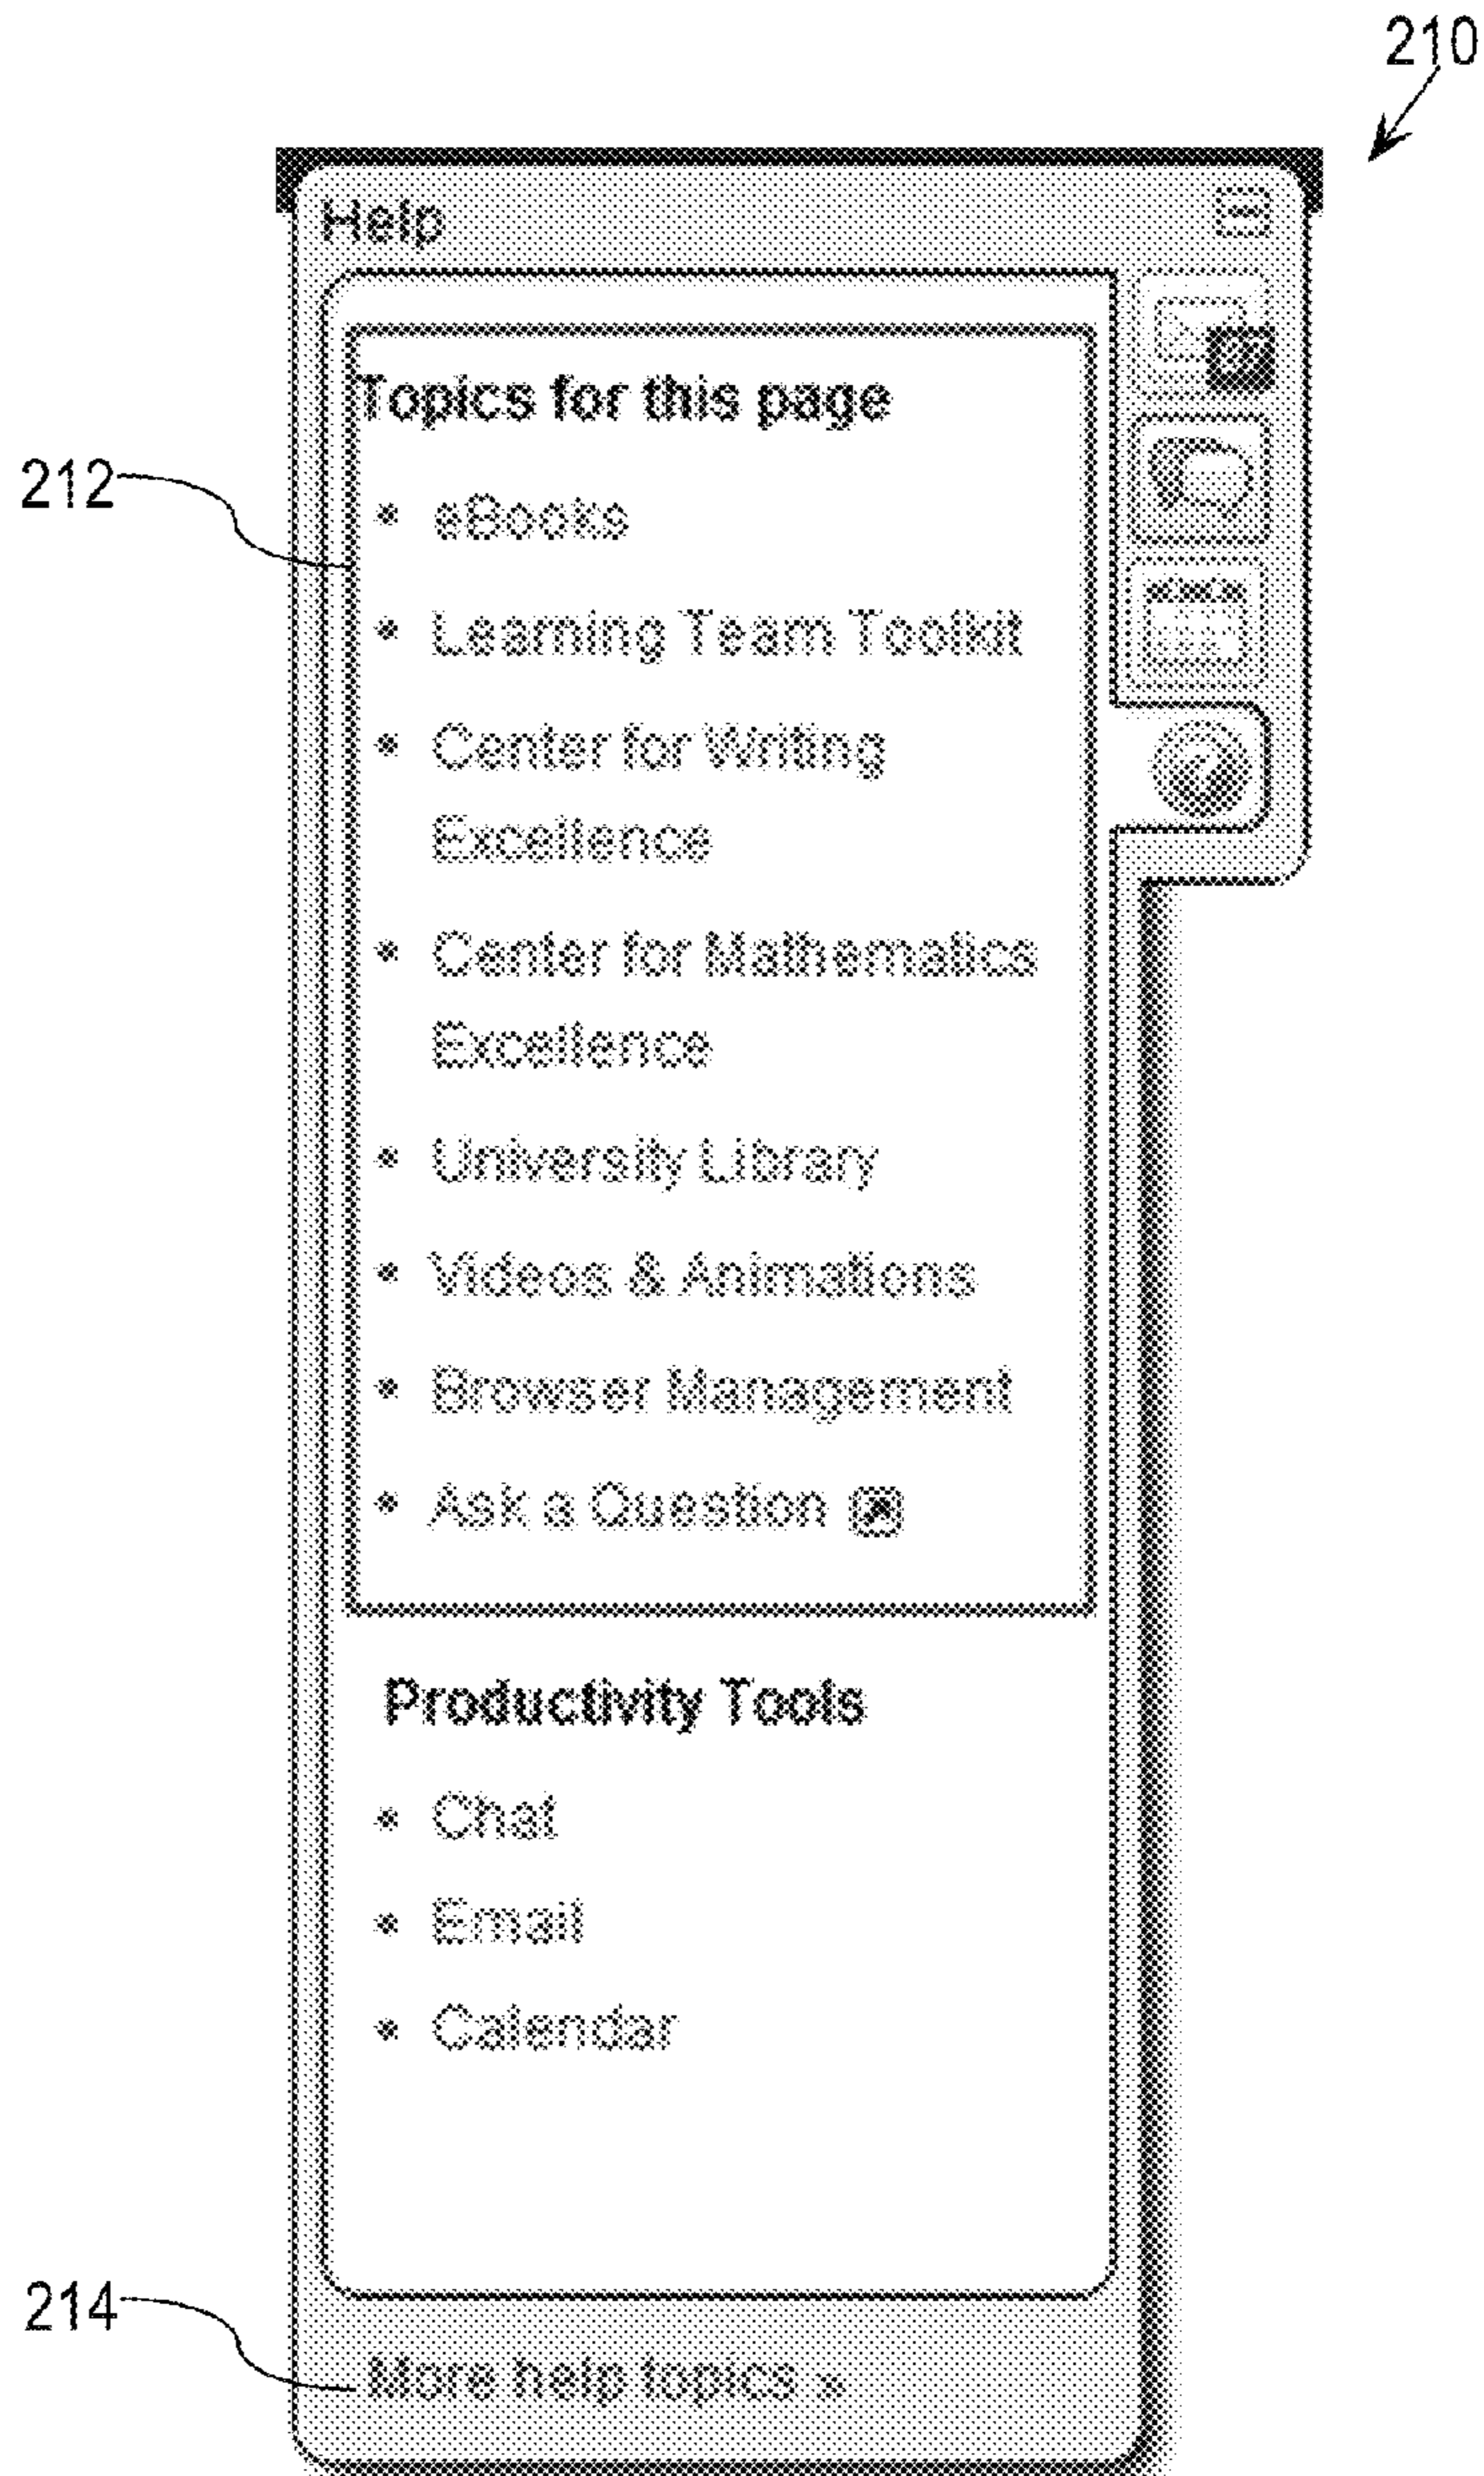 210
Help
Topics for this page
212
• eBooks
• Learning Team Toolkit
• Center for Writing
Excellence
• Center for Mathematics
Excellence
• University Library
• Videos & Animations
• Browser Management
• Ask a Question
Productivity Tools
• Chat
• Email
• Calendar
214
More help topics »